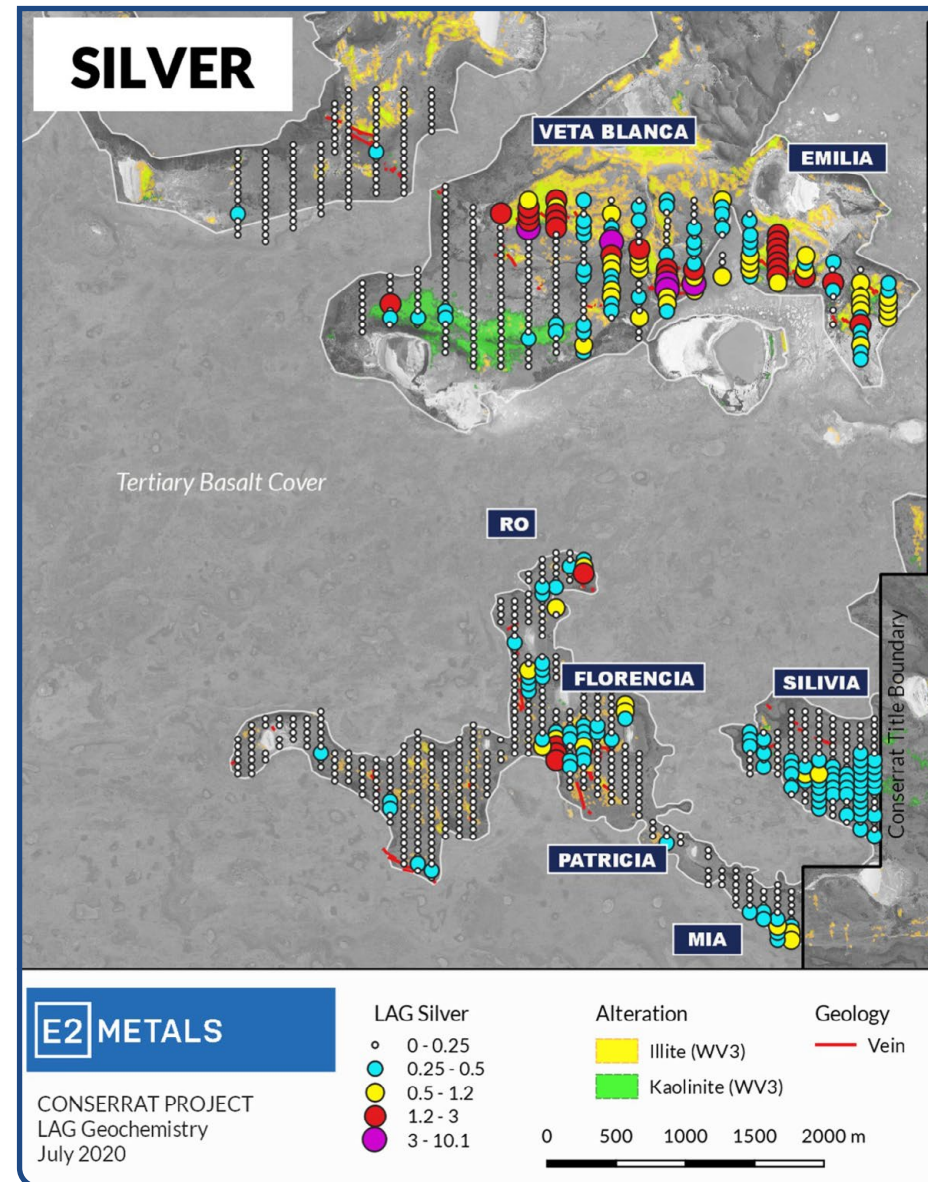 SILVER
VETA BLANCA
EMILIA
Tertiary Basalt Cover
RO
FLORENCIA
SILIVIA
Conserrat Title Boundary
PATRICIA
MIA
E2 METALS
CONSERRAT PROJECT
LAG Geochemistry
July 2020
LAG Silver
0 - 0.25
0.25 - 0.5
0.5 - 1.2
1.2 - 3
3 - 10.1
Alteration
Illite (WV3)
Kaolinite (WV3)
Geology
Vein
0 500 1000 1500 2000 m